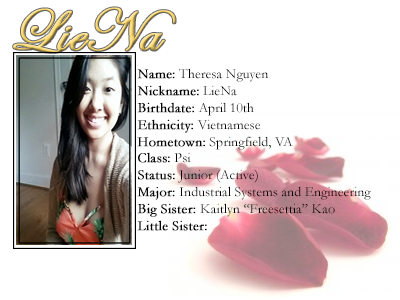 LieNa
Name: Theresa Nguyen
Nickname: LieNa
Birthdate: April 10th
Ethnicity: Vietnamese
Hometown: Springfield, VA
Class: Psi
Status: Junior (Active)
Major: Industrial Systems and Engineering
Big Sister: Kaitlyn “Freesettia” Kao
Little Sister: